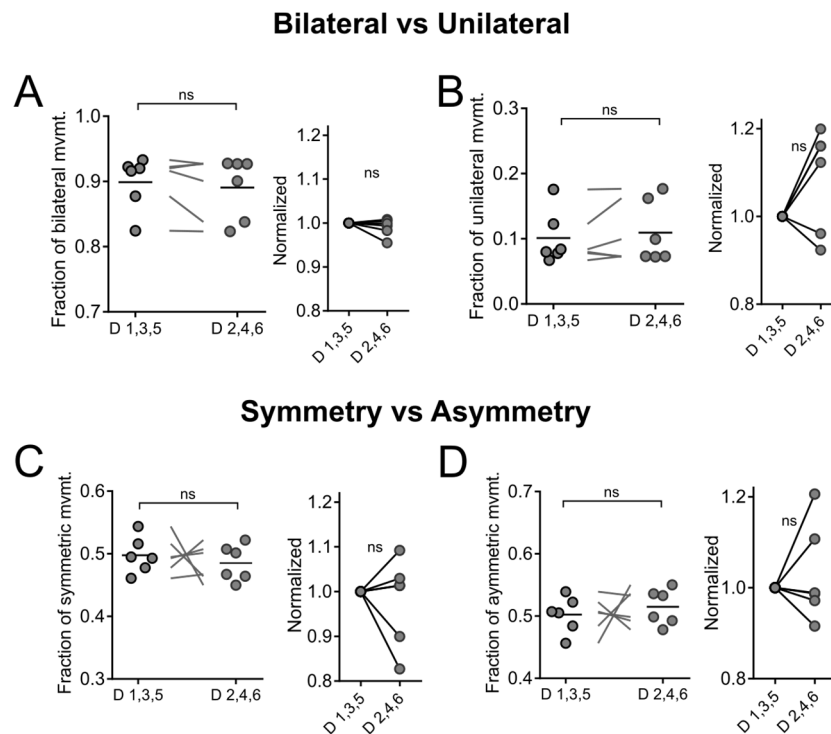 Bilateral vs Unilateral
A
Fraction of bilateral mvmt.
1.0
0.9
0.8
0.7
ns
D 1,3,5
D 2,4,6
Normalized
1.2
1.1
1.0
0.9
0.8
ns
D 1,3,5
D 2,4,6
B
Fraction of unilateral mvmt.
0.3
0.2
0.1
0.0
ns
D 1,3,5
D 2,4,6
Normalized
1.2
1.0
0.8
ns
D 1,3,5
D 2,4,6
Symmetry vs Asymmetry
C
Fraction of symmetric mvmt.
0.6
0.5
0.4
0.3
ns
D 1,3,5
D 2,4,6
Normalized
1.2
1.1
1.0
0.9
0.8
ns
D 1,3,5
D 2,4,6
D
Fraction of aymmetric mvmt.
0.7
0.6
0.5
0.4
ns
D 1,3,5
D 2,4,6
Normalized
1.2
1.0
0.8
ns
D 1,3,5
D 2,4,6